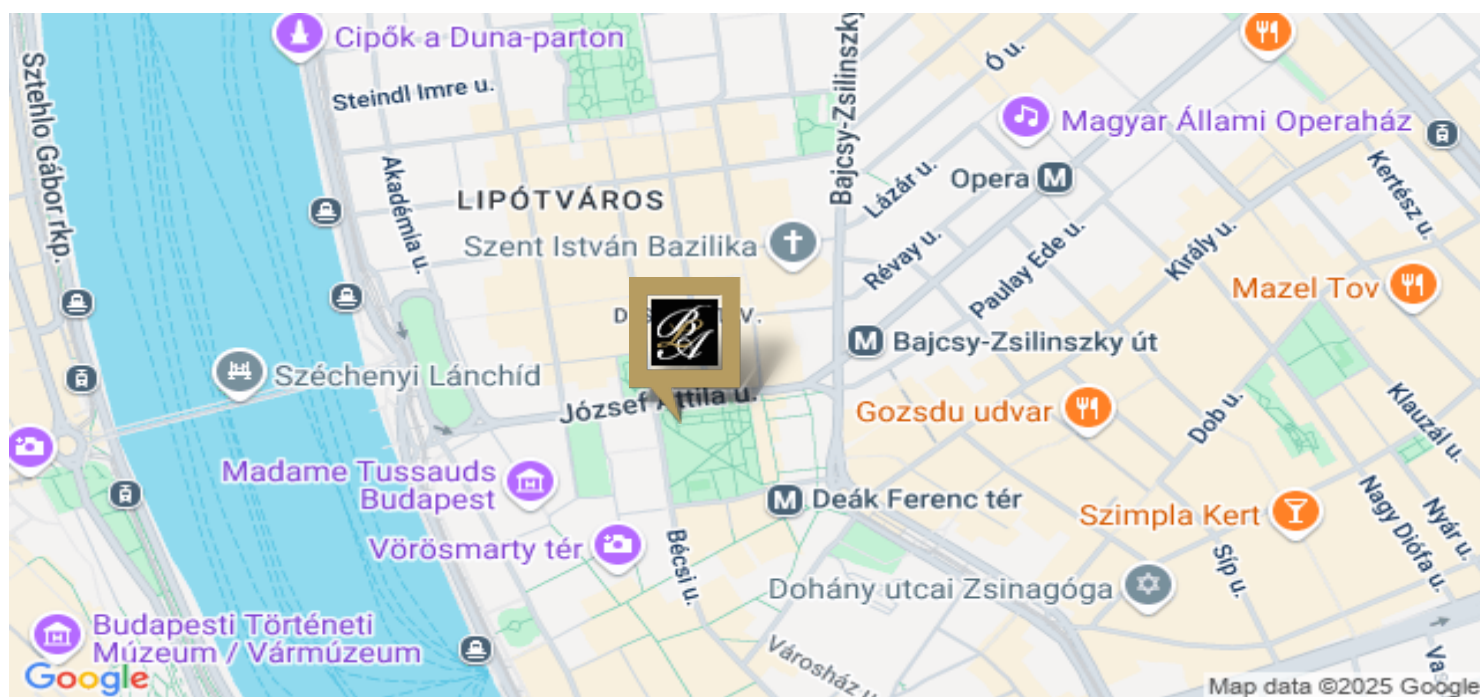 Cipők a Duna-parton
Steindl Imre u.
Sztehlo Gábor rkp.
Akadémia u.
LIPÓTVÁROS
Szent István Bazilika
Bajcsy-Zsilinszky
Ó u.
Magyar Állami Operaház
Opera
M
Lázár u.
Révay u.
Paulay Ede u.
Király u.
Kertész u.
Mazel Tov
M
Bajcsy-Zsilinszky út
Széchenyi Lánchíd
József Attila u.
Gozsdu udvar
Dob u.
Klauzál u.
Madame Tussauds
Budapest
M
Deák Ferenc tér
Szimpla Kert
Nagy Diófa u.
Nyár u.
Vörösmarty tér
Bécsi u.
Síp u.
Dohány utcai Zsinagóga
Budapesti Történeti
Múzeum / Vármúzeum
Városház u.
Google
Map data ©2025 Google